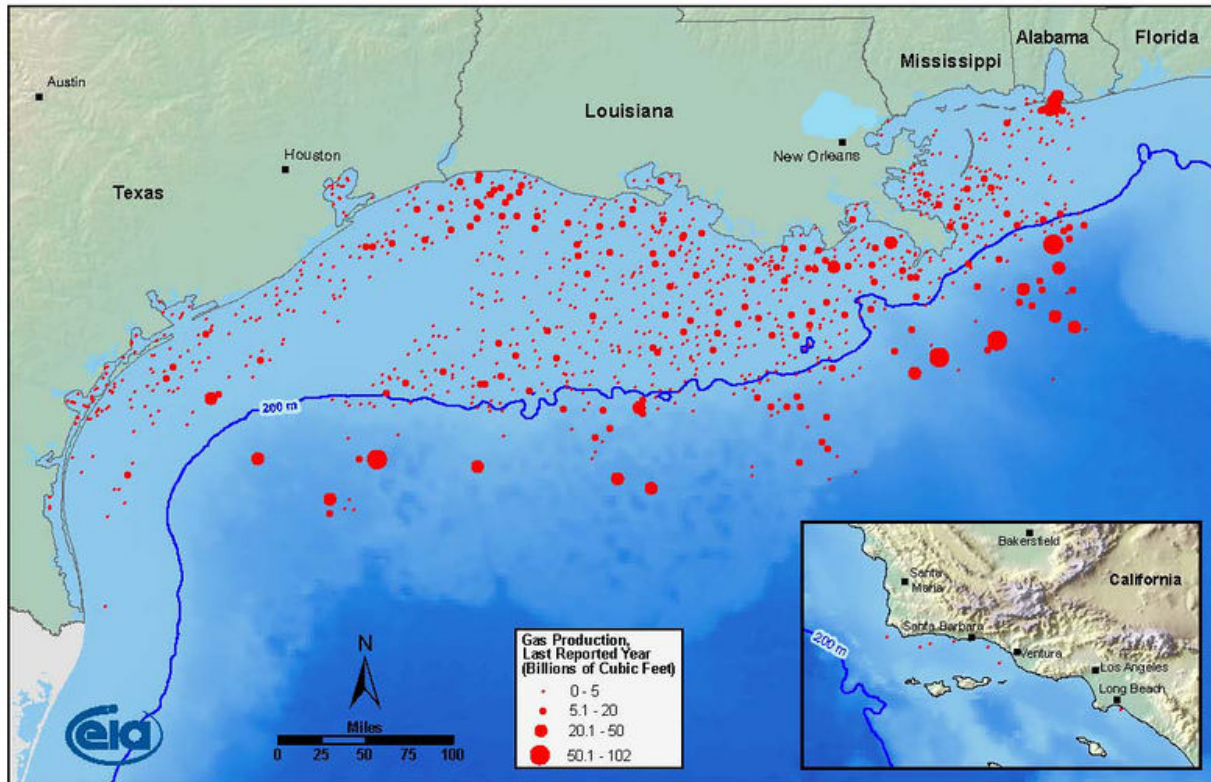 Alabama
Florida
Mississippi
Austin
Louisiana
Houston
New Orleans
Texas
200 m
N
Miles
0 25 50 100
eia
Gas Production,
Last Reported Year
(Billions of Cubic Feet)
0 - 5
5.1 - 20
20.1 - 50
50.1 - 102
Bakersfield
California
Santa
Maria
200 m
Santa Barbara
Ventura
Los Angeles
Long Beach